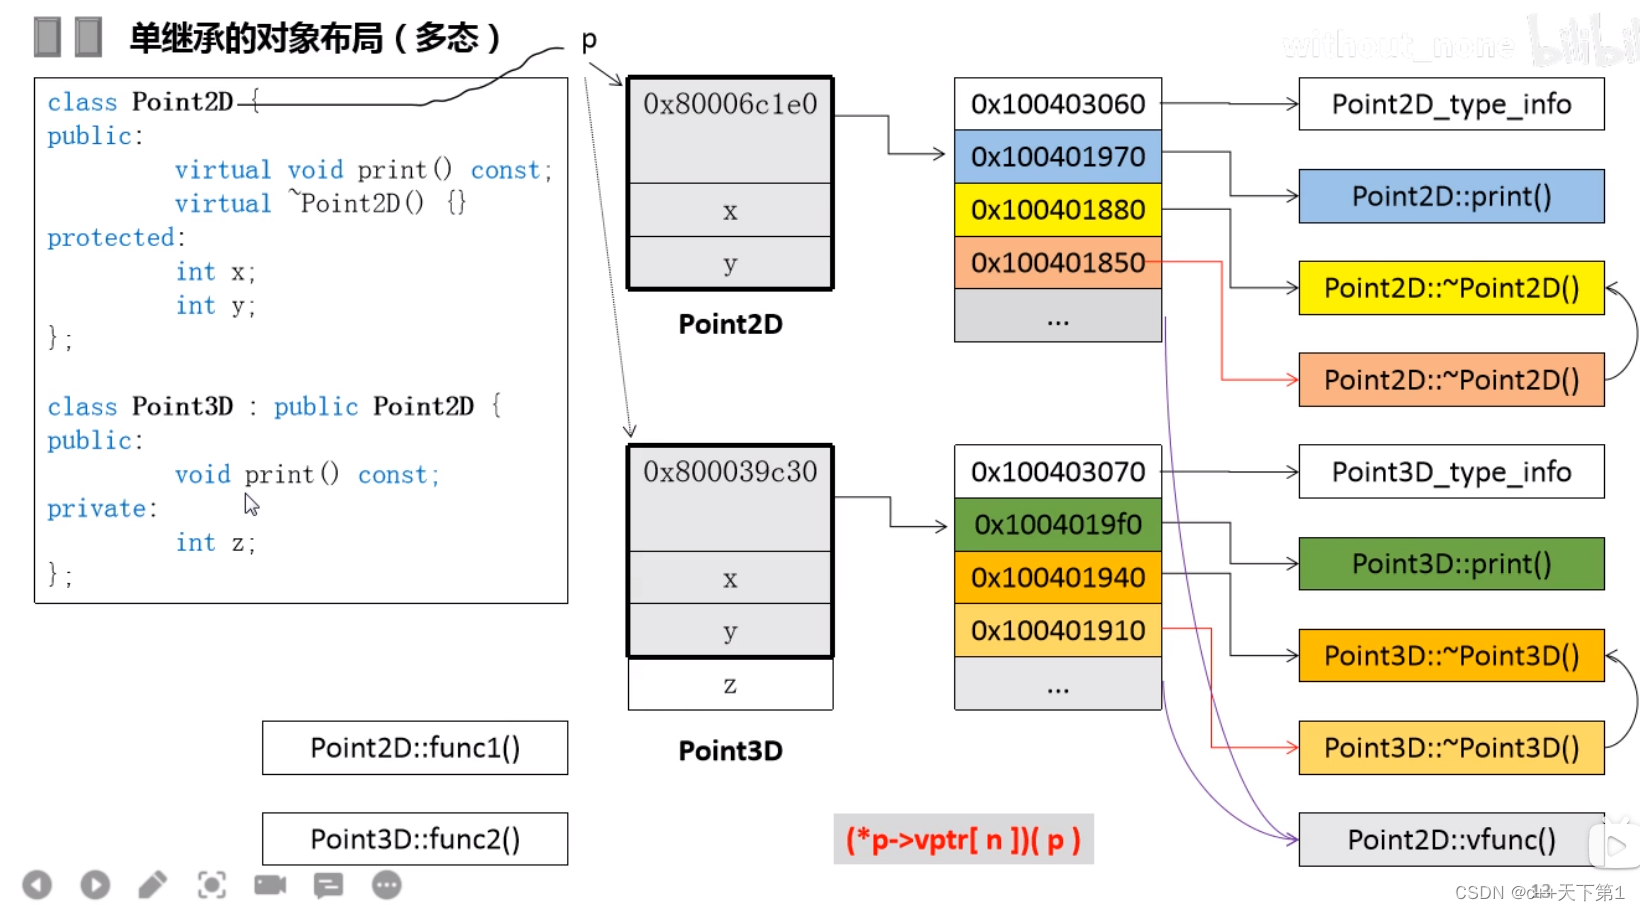 单继承的对象布局（多态）
p
without_none bilibili
class Point2D {
public:
virtual void print() const;
virtual ~Point2D() {}
protected:
int x;
int y;
};
class Point3D : public Point2D {
public:
void print() const;
private:
int z;
};
0x80006c1e0
x
y
Point2D
0x100403060
0x100401970
0x100401880
0x100401850
...
Point2D_type_info
Point2D::print()
Point2D::~Point2D()
Point2D::~Point2D()
0x800039c30
x
y
z
Point3D
0x100403070
0x1004019f0
0x100401940
0x100401910
...
Point3D_type_info
Point3D::print()
Point3D::~Point3D()
Point3D::~Point3D()
Point2D::vfunc()
Point2D::func1()
Point3D::func2()
(*p->vptr[ n ])( p )
13
CSDN @c++天下第1